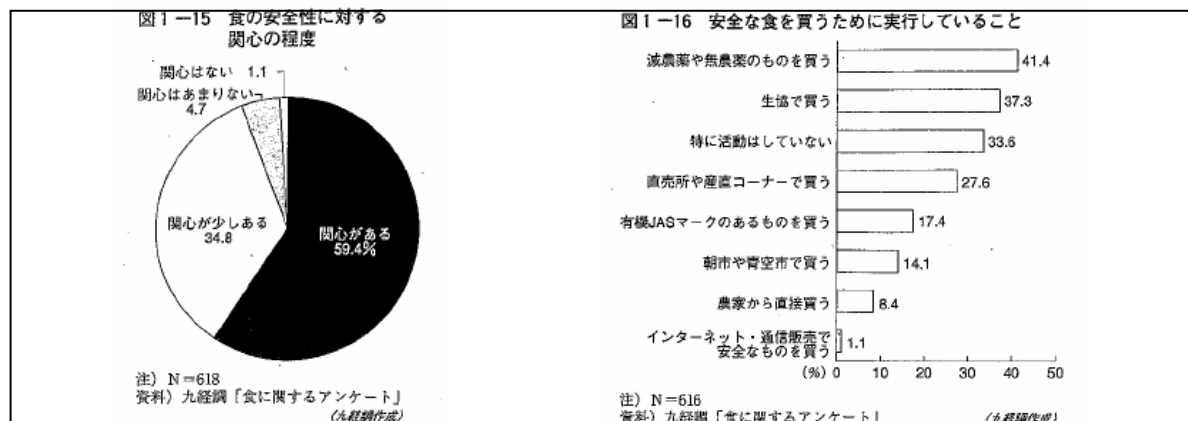 図1-15 食の安全性に対する
関心の程度
関心はない 1.1
関心はあまりない
4.7
関心が少しある
34.8
関心がある
59.4%
注) N=618
資料) 九経調「食に関するアンケート」
(九経調作成)
図1-16 安全な食を買うために実行していること
減農薬や無農薬のものを買う 41.4
生協で買う 37.3
特に活動はしていない 33.6
直売所や産直コーナーで買う 27.6
有機JASマークのあるものを買う 17.4
朝市や青空市で買う 14.1
農家から直接買う 8.4
インターネット・通信販売で
安全なものを買う 1.1
(%) 0 10 20 30 40 50
注) N=616
資料) 九経調「食に関するアンケート」
(九経調作成)